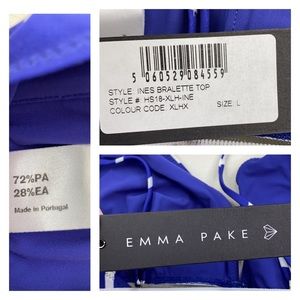 5 060529 084559
STYLE: INES BRALETTE TOP
STYLE #: HS18-XLH-INE
COLOUR CODE: XLHX
SIZE: L
72%PA
28%EA
Made in Portugal
EMMA PAKE